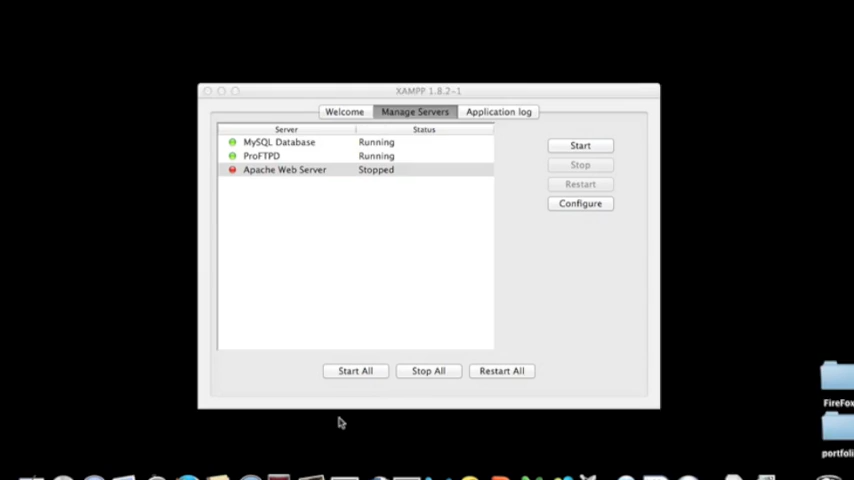 XAMPP 1.8.2-1
Welcome
Manage Servers
Application log
Server
Status
MySQL Database
Running
ProFTPD
Running
Apache Web Server
Stopped
Start
Stop
Restart
Configure
Start All
Stop All
Restart All
FireFox
portfoli